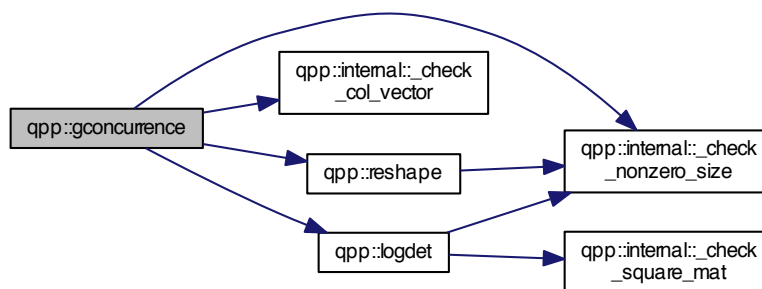 qpp::gconcurrence
qpp::internal::_check
_col_vector
qpp::reshape
qpp::logdet
qpp::internal::_check
_nonzero_size
qpp::internal::_check
_square_mat